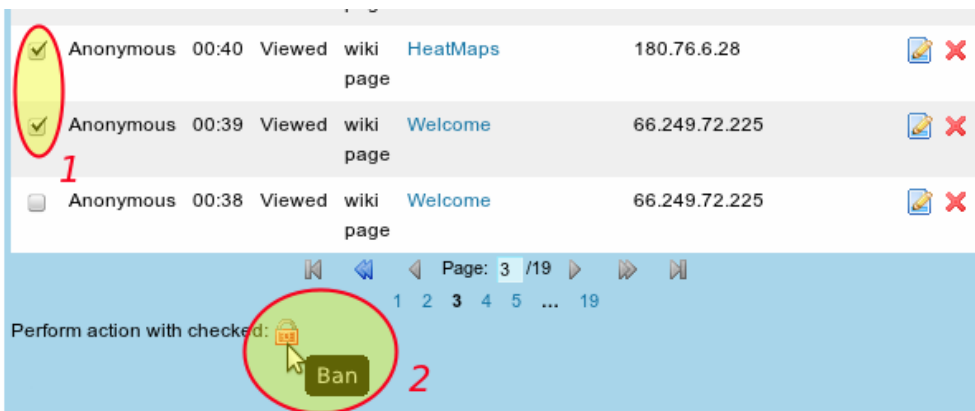 Anonymous 00:40 Viewed wiki HeatMaps 180.76.6.28
page
Anonymous 00:39 Viewed wiki Welcome 66.249.72.225
page
1
Anonymous 00:38 Viewed wiki Welcome 66.249.72.225
page
Page: 3 /19
1 2 3 4 5 ... 19
Perform action with checked:
Ban
2